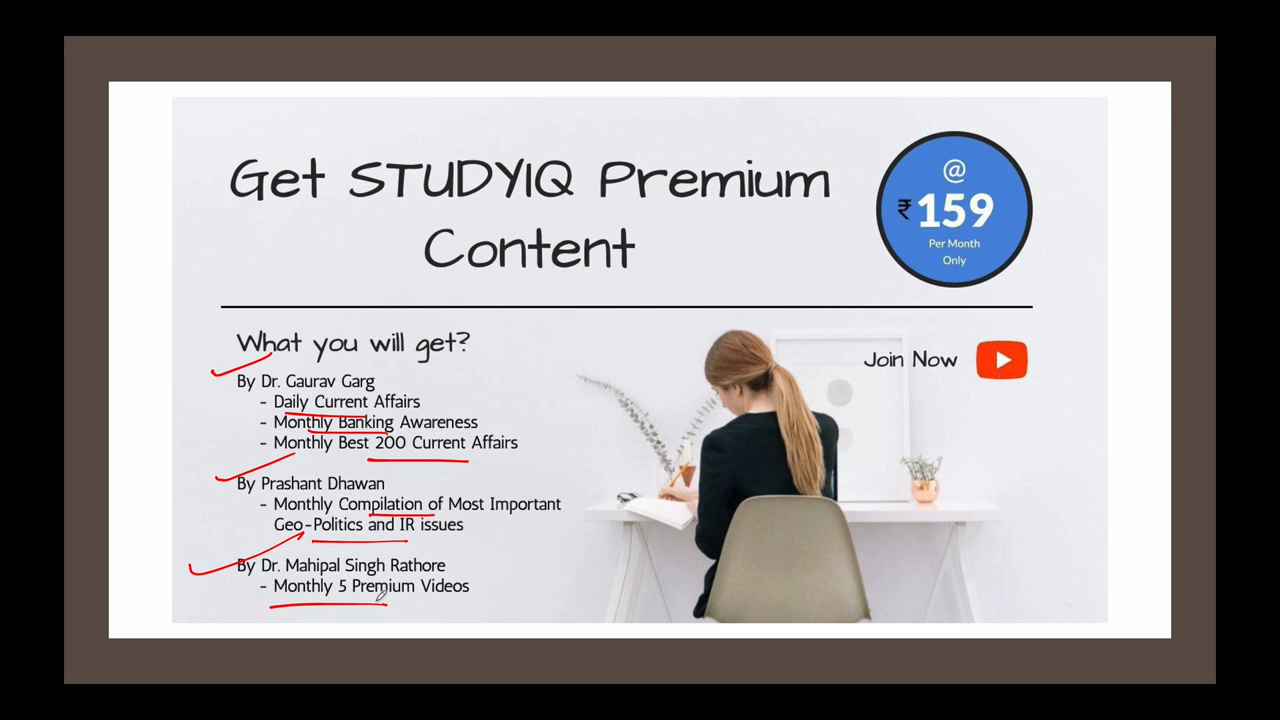 Get STUDYIQ Premium
Content
@
₹159
Per Month
Only
What you will get?
Join Now
By Dr. Gaurav Garg
- Daily Current Affairs
- Monthly Banking Awareness
- Monthly Best 200 Current Affairs
By Prashant Dhawan
- Monthly Compilation of Most Important
Geo-Politics and IR issues
By Dr. Mahipal Singh Rathore
- Monthly 5 Premium Videos